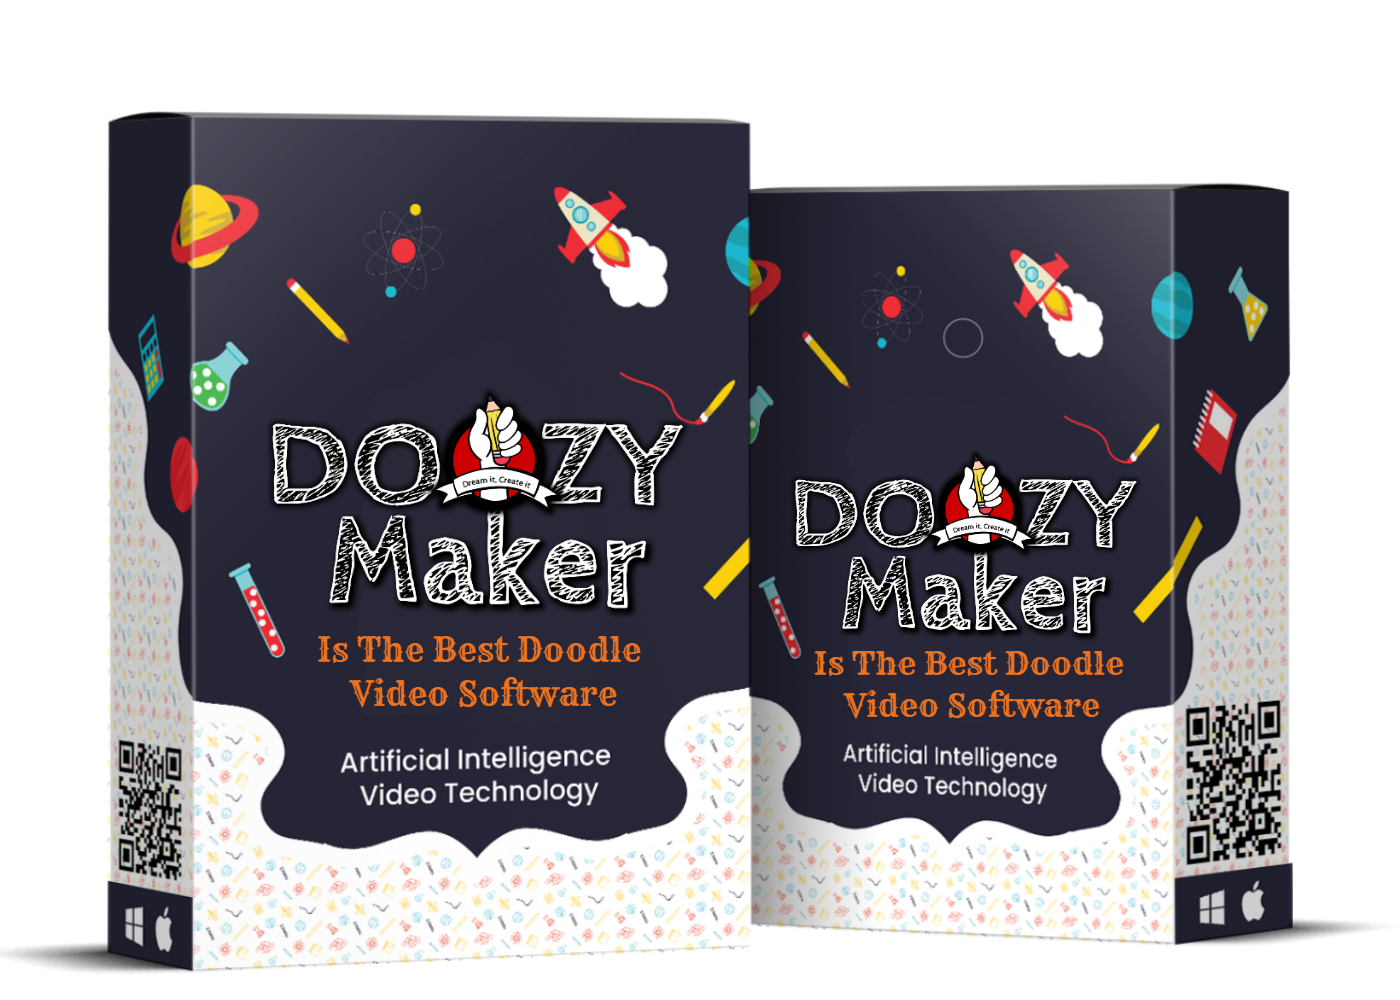 DOOZY
Dream it, Create it
Maker
Is The Best Doodle
Video Software
Artificial Intelligence
Video Technology
DOOZY
Dream it, Create it
Maker
Is The Best Doodle
Video Software
Artificial Intelligence
Video Technology